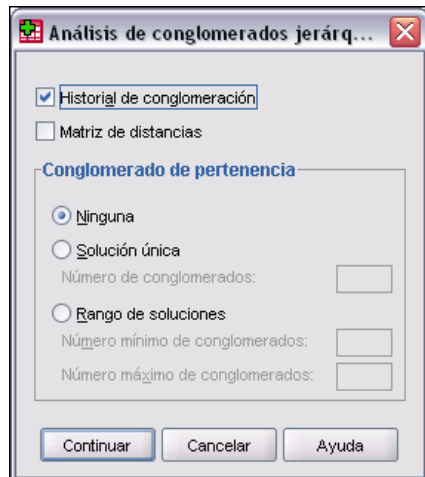 Análisis de conglomerados jerárq...
Historial de conglomeración
Matriz de distancias
Conglomerado de pertenencia
Ninguna
Solución única
Número de conglomerados:
Rango de soluciones
Número mínimo de conglomerados:
Número máximo de conglomerados:
Continuar
Cancelar
Ayuda